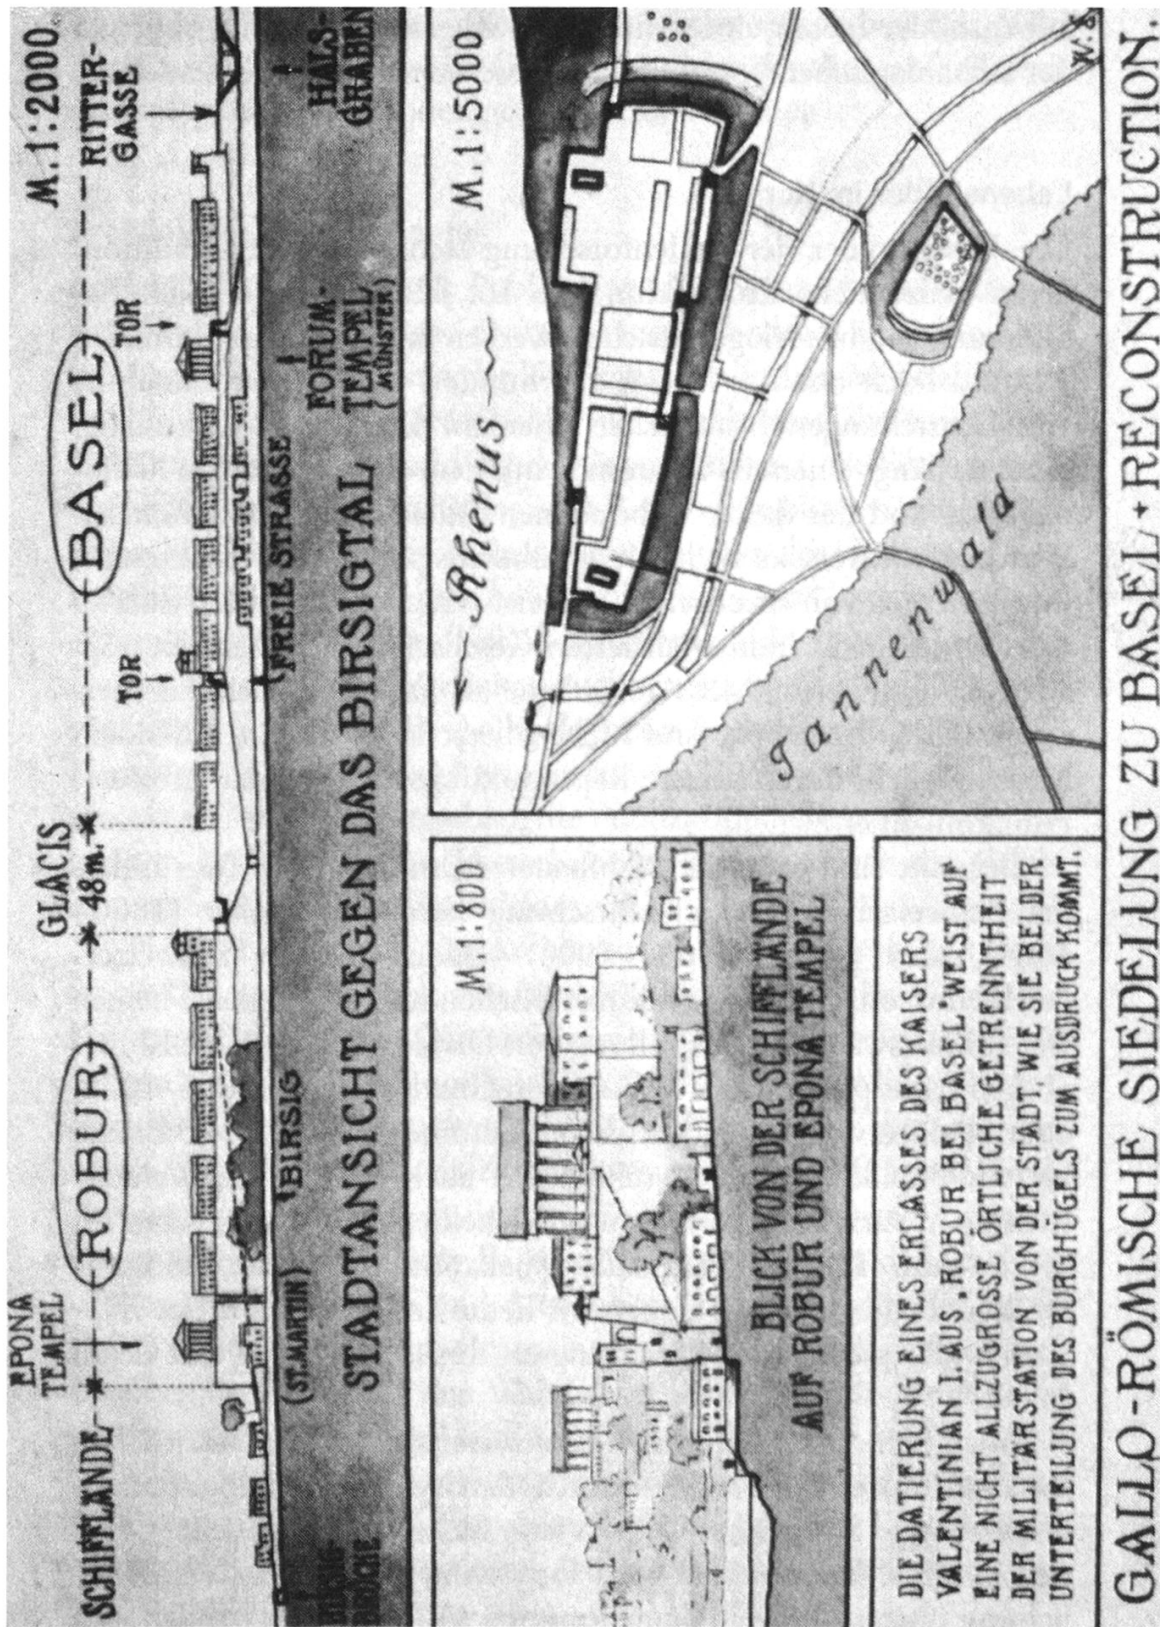 M.1:2000
SCHIFFLÄNDE
EPONA
TEMPEL
ROBUR
GLACIS
48m.
BASEL
TOR
TOR
RITTER-
GASSE
(ST.MARTIN)
BIRSIG
FREIE STRASSE
FORUM-
TEMPEL
(MÜNSTER)
HALS-
GRABEN
STADTANSICHT GEGEN DAS BIRSIGTAL
M 1:800
BLICK VON DER SCHIFFLÄNDE
AUF ROBUR UND EPONA TEMPEL
M.1:5000
Rhenus
Tannenwald
DIE DATIERUNG EINES ERLASSES DES KAISERS
VALENTINIAN I. AUS „ROBUR BEI BASEL“ WEIST AUF
EINE NICHT ALLZUGROSSE ÖRTLICHE GETRENNTHEIT
DER MILITÄRSTATION VON DER STADT, WIE SIE BEI DER
UNTERTEILUNG DES BURGHÜGELS ZUM AUSDRUCK KOMMT.
GALLO-RÖMISCHE SIEDELUNG ZU BASEL + RECONSTRUCTION.